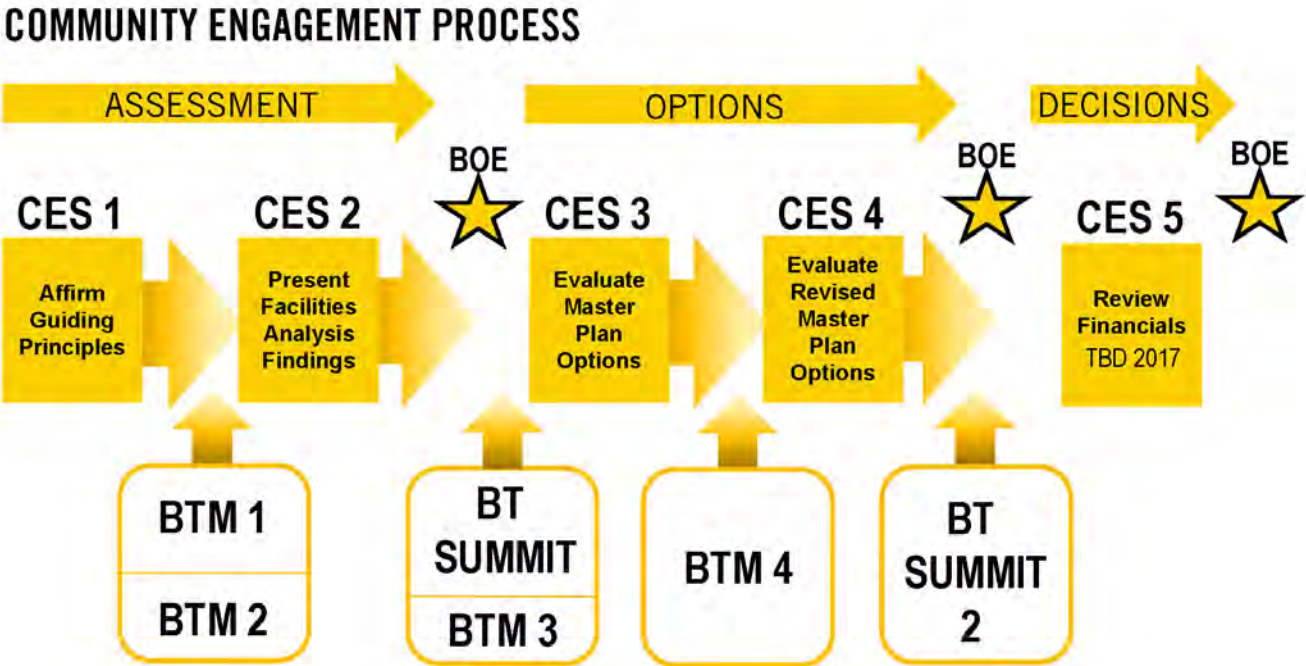 COMMUNITY ENGAGEMENT PROCESS
ASSESSMENT
OPTIONS
DECISIONS
BOE
BOE
BOE
CES 1
CES 2
CES 3
CES 4
CES 5
Affirm
Guiding
Principles
Present
Facilities
Analysis
Findings
Evaluate
Master
Plan
Options
Evaluate
Revised
Master
Plan
Options
Review
Financials
TBD 2017
BTM 1
BTM 2
BT
SUMMIT
BTM 3
BTM 4
BT
SUMMIT
2